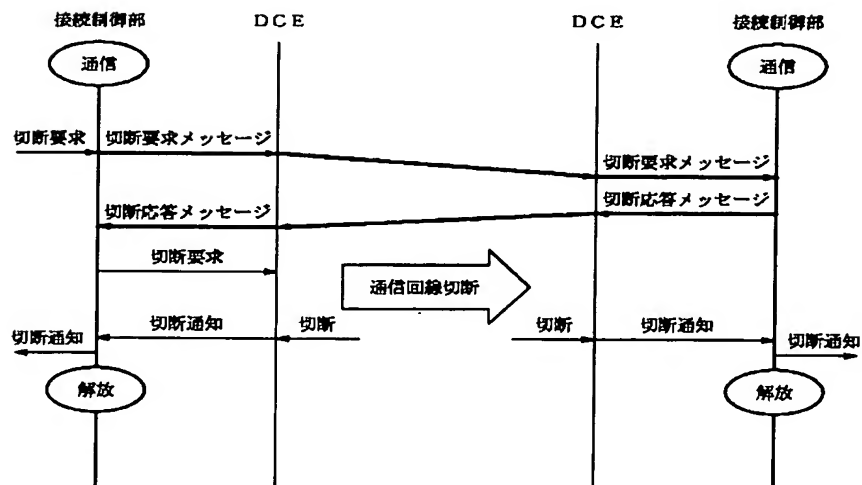 接続制御部 DCE DCE 接続制御部
通信 通信
切断要求 切断要求メッセージ
切断要求メッセージ
切断応答メッセージ
切断応答メッセージ
切断要求
通信回線切断
切断通知 切断 切断 切断通知
切断通知 切断通知
解放 解放